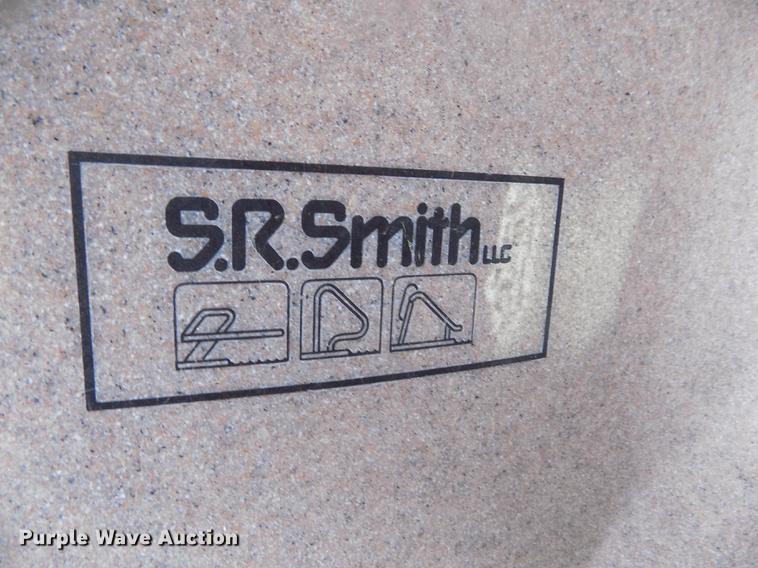 S.R.Smith LLC
Purple Wave Auction